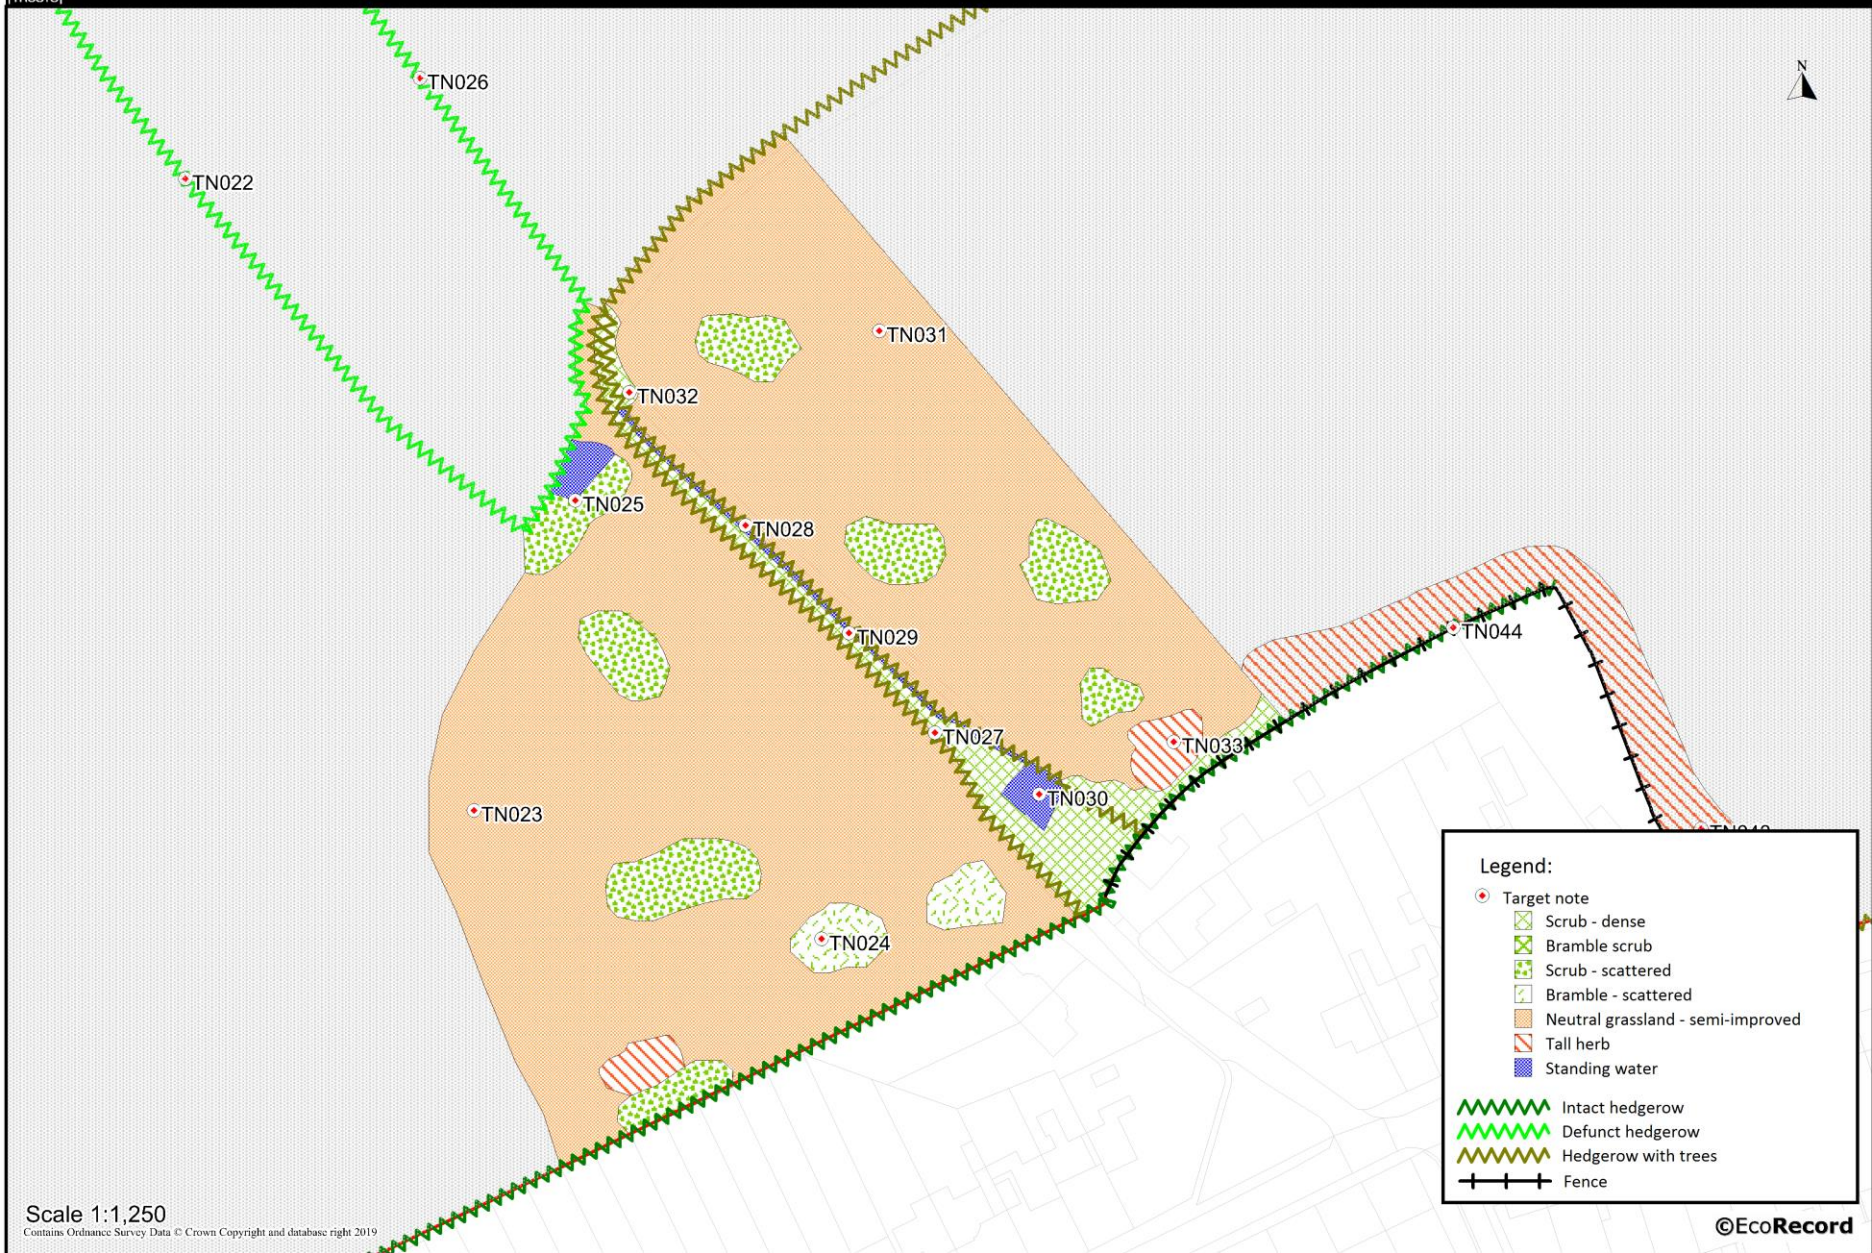 N
TN026
TN022
TN031
TN032
TN025
TN028
TN029
TN044
TN027
TN033
TN030
TN023
TN024
Legend:
Target note
Scrub - dense
Bramble scrub
Scrub - scattered
Bramble - scattered
Neutral grassland - semi-improved
Tall herb
Standing water
Intact hedgerow
Defunct hedgerow
Hedgerow with trees
Fence
Scale 1:1,250
Contains Ordnance Survey Data © Crown Copyright and database right 2019
©EcoRecord